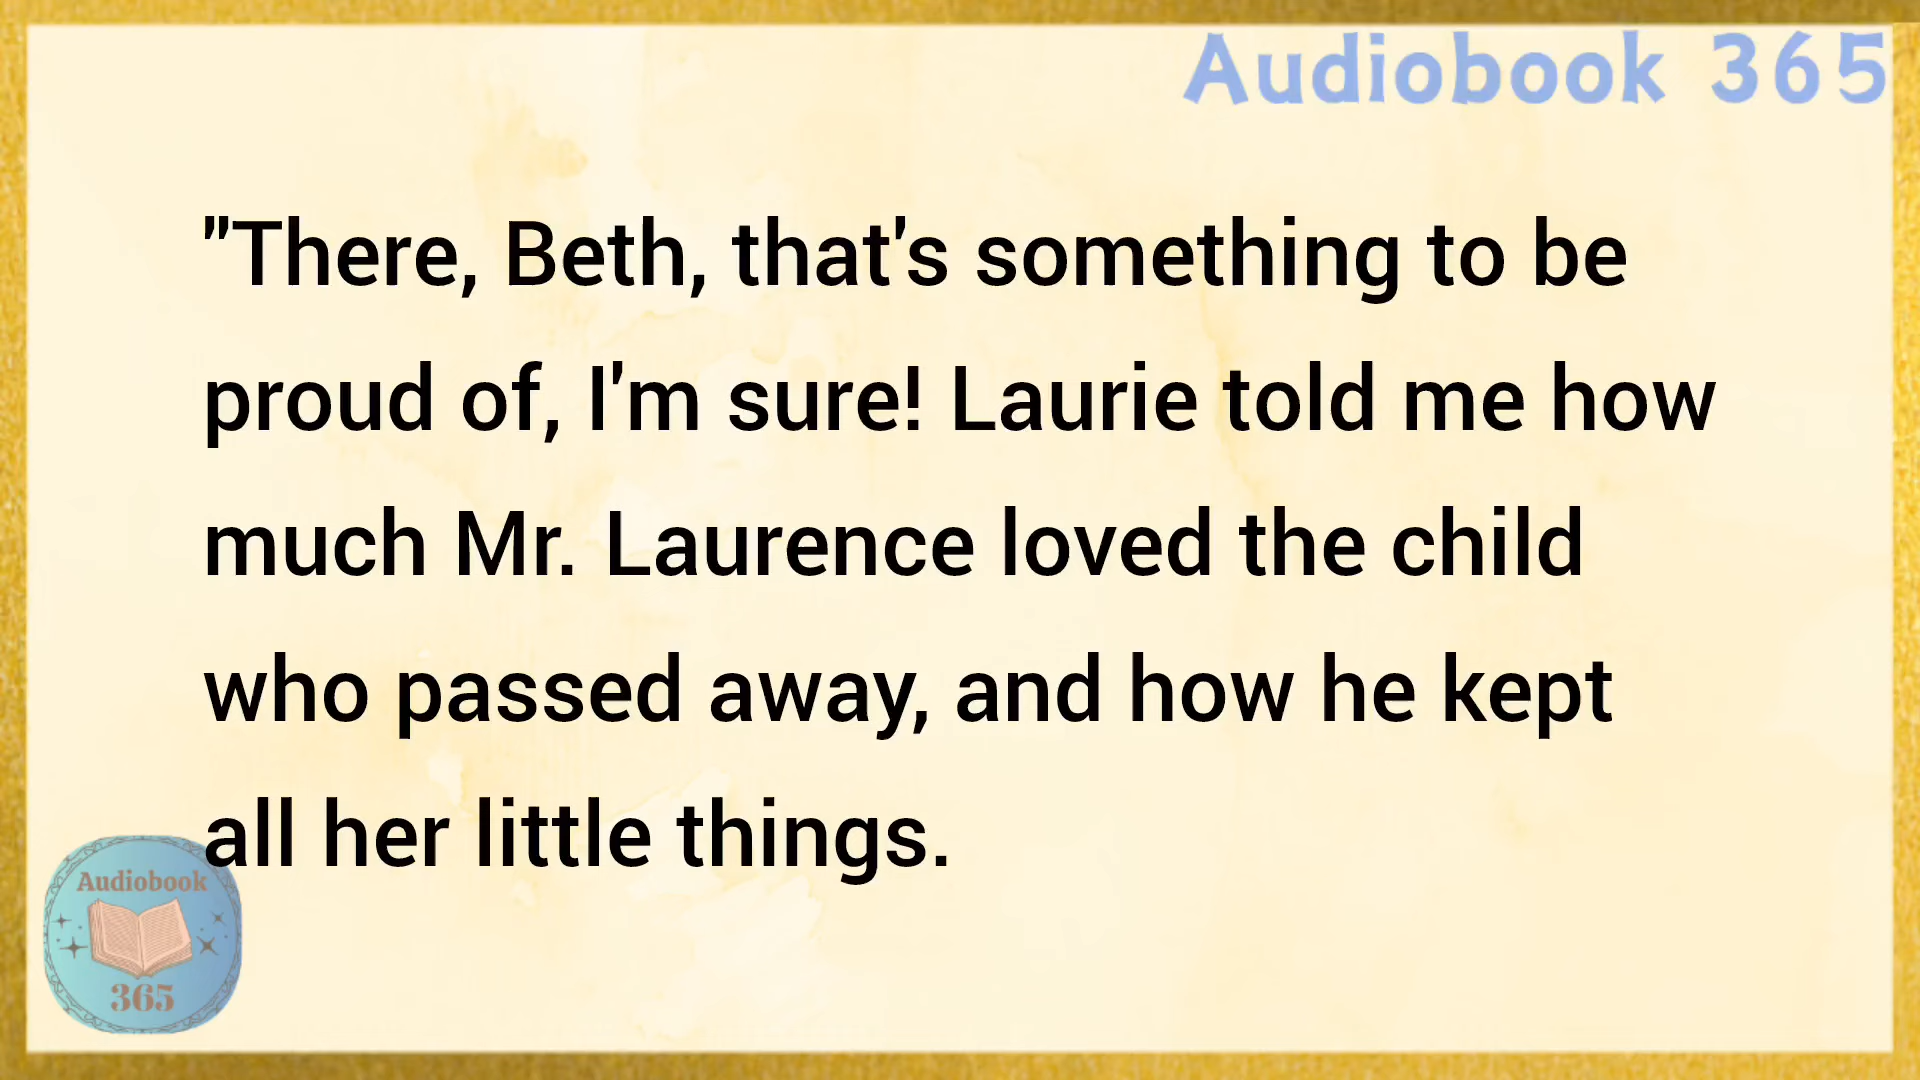 Audiobook 365
"There, Beth, that's something to be
proud of, I'm sure! Laurie told me how
much Mr. Laurence loved the child
who passed away, and how he kept
all her little things.
Audiobook
365